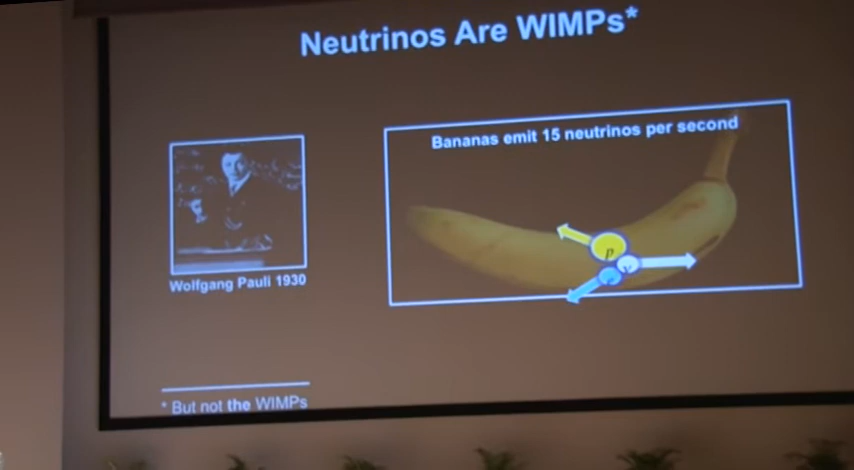 Neutrinos Are WIMPs*
Bananas emit 15 neutrinos per second
p
ν
e
Wolfgang Pauli 1930
* But not the WIMPs